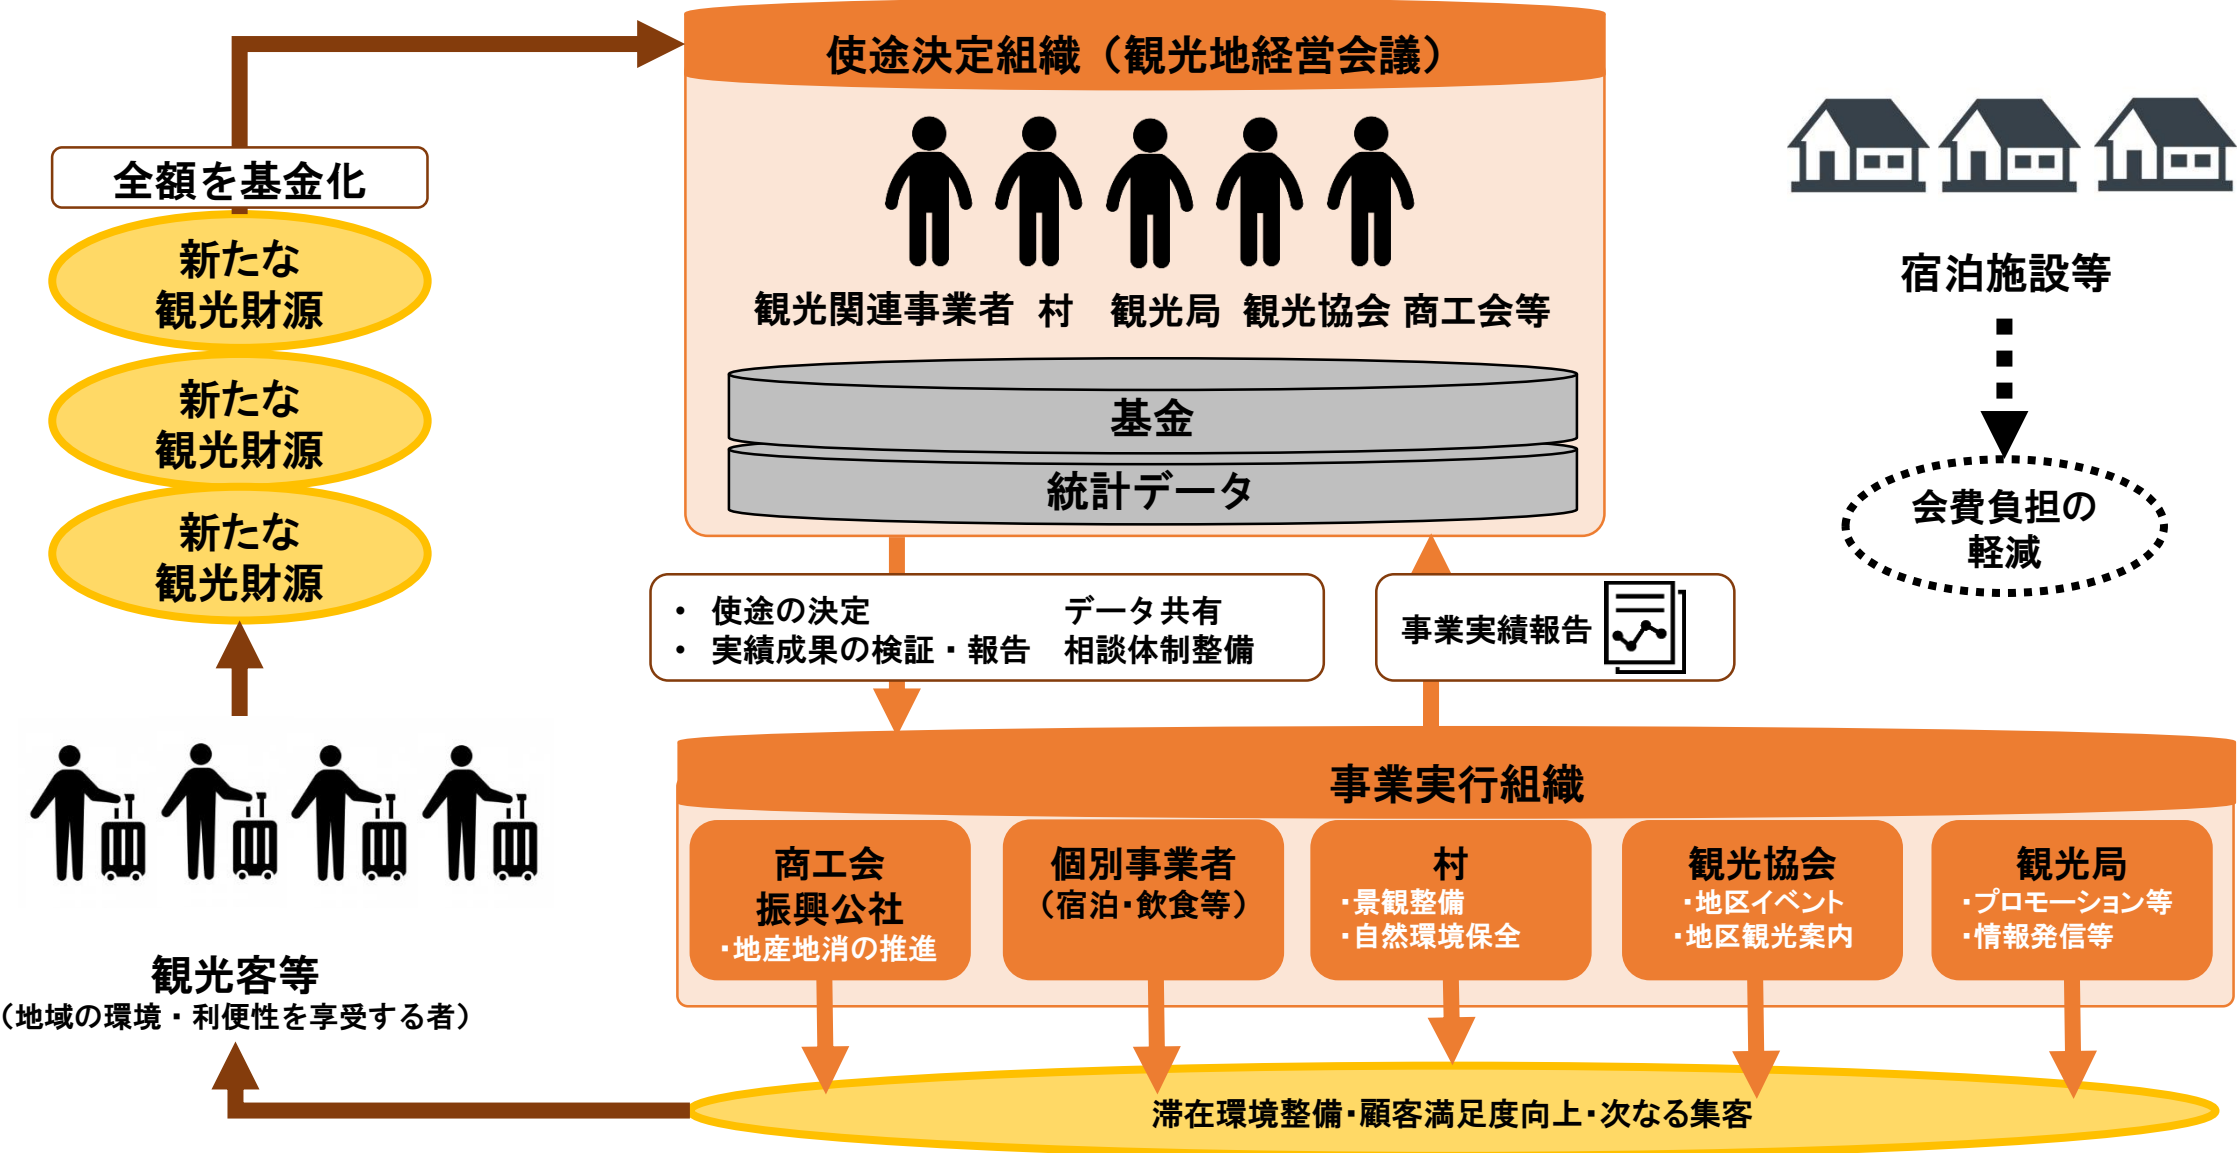 使途決定組織（観光地経営会議）
観光関連事業者 村 観光局 観光協会 商工会等
基金
統計データ
全額を基金化
新たな
観光財源
新たな
観光財源
新たな
観光財源
観光客等
（地域の環境・利便性を享受する者）
宿泊施設等
会費負担の
軽減
• 使途の決定 データ共有
• 実績成果の検証・報告 相談体制整備
事業実績報告
事業実行組織
商工会
振興公社
・地産地消の推進
個別事業者
（宿泊・飲食等）
村
・景観整備
・自然環境保全
観光協会
・地区イベント
・地区観光案内
観光局
・プロモーション等
・情報発信等
滞在環境整備・顧客満足度向上・次なる集客